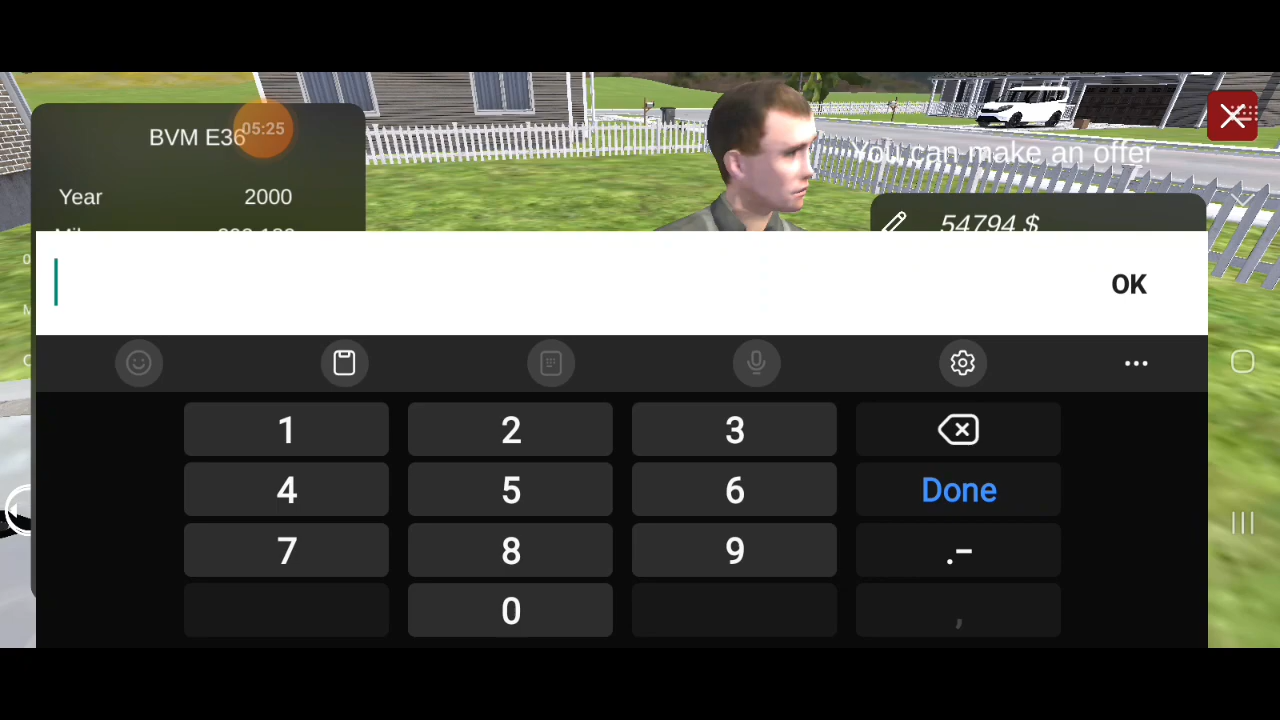 BVM E36
05:25
You can make an offer
Year 2000
54794 $
OK
1 2 3
4 5 6 Done
7 8 9 .-
0 ,